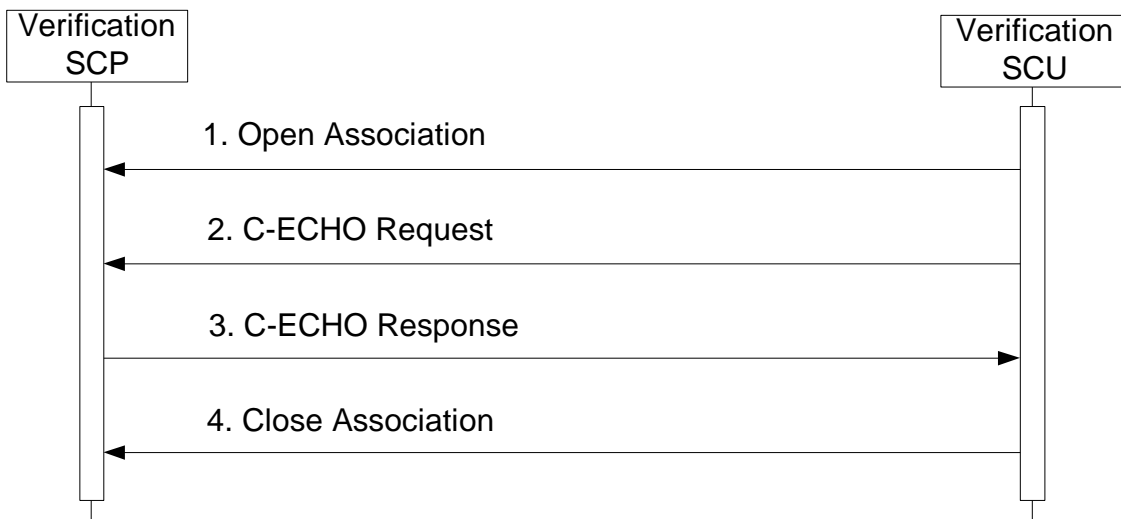 Verification
SCP
Verification
SCU
1. Open Association
2. C-ECHO Request
3. C-ECHO Response
4. Close Association